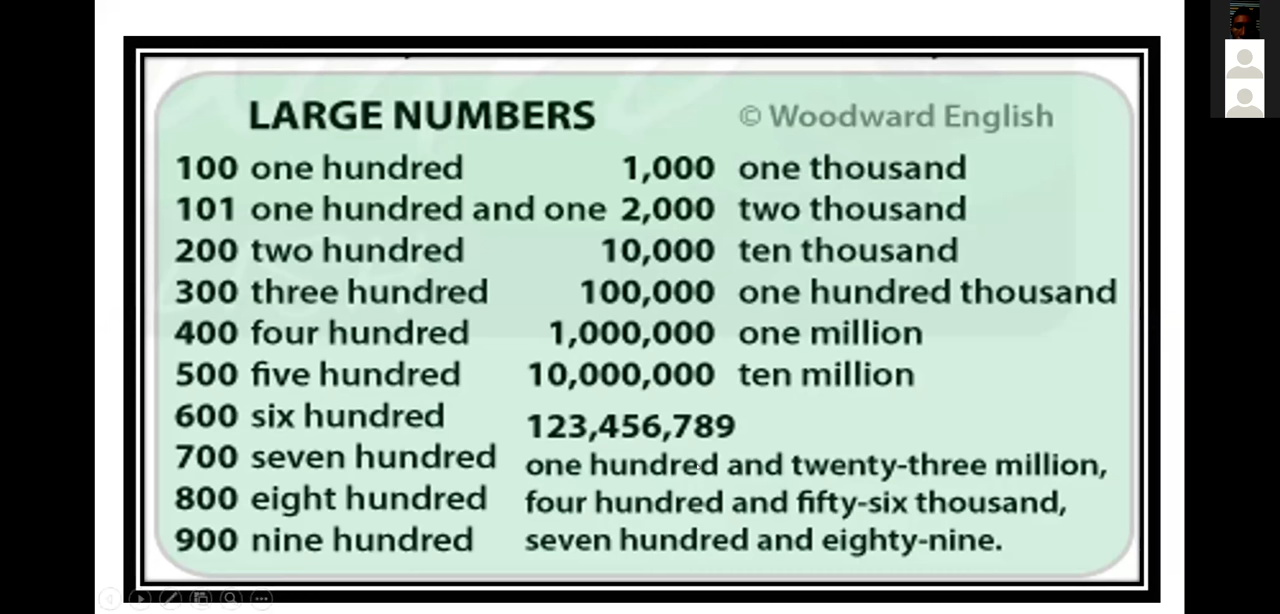 LARGE NUMBERS © Woodward English
100 one hundred 1,000 one thousand
101 one hundred and one 2,000 two thousand
200 two hundred 10,000 ten thousand
300 three hundred 100,000 one hundred thousand
400 four hundred 1,000,000 one million
500 five hundred 10,000,000 ten million
600 six hundred
700 seven hundred
800 eight hundred
900 nine hundred
123,456,789
one hundred and twenty-three million,
four hundred and fifty-six thousand,
seven hundred and eighty-nine.